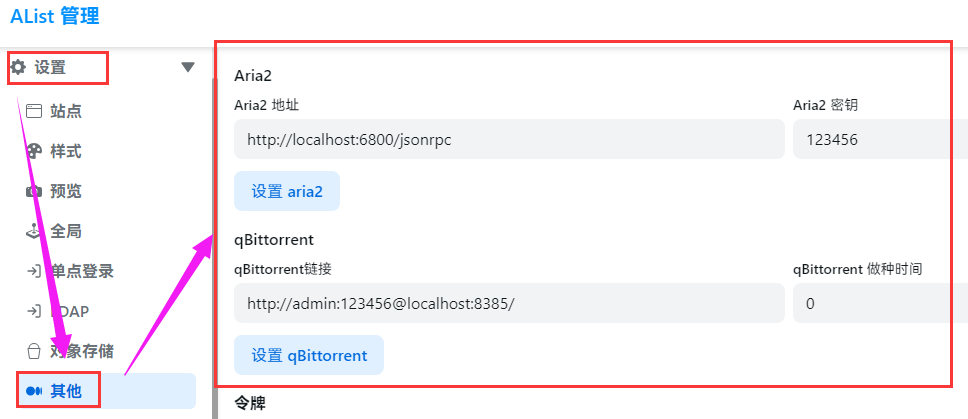 AList 管理
设置
站点
样式
预览
全局
单点登录
LDAP
对象存储
其他
Aria2
Aria2 地址
Aria2 密钥
http://localhost:6800/jsonrpc
123456
设置 aria2
qBittorrent
qBittorrent链接
qBittorrent 做种时间
http://admin:123456@localhost:8385/
0
设置 qBittorrent
令牌